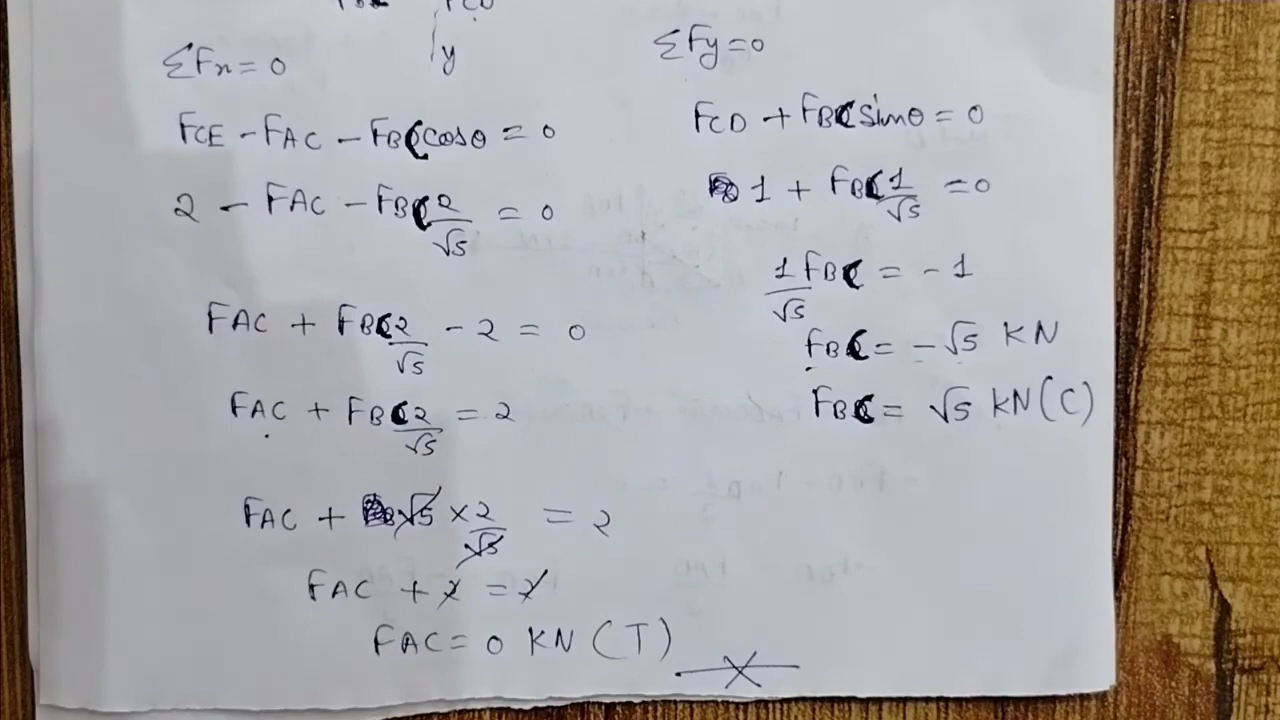 FCD
y
ΣFx = 0
FCE - FAC - FBC cosθ = 0
2 - FAC - FBC 2/√5 = 0
FAC + FBC 2/√5 - 2 = 0
FAC + FBC 2/√5 = 2
FAC + √5 × 2/√5 = 2
FAC + 2 = 2
FAC = 0 KN (T)
ΣFy = 0
FCD + FBC sinθ = 0
1 + FBC 1/√5 = 0
1/√5 FBC = - 1
FBC = - √5 KN
FBC = √5 KN (C)